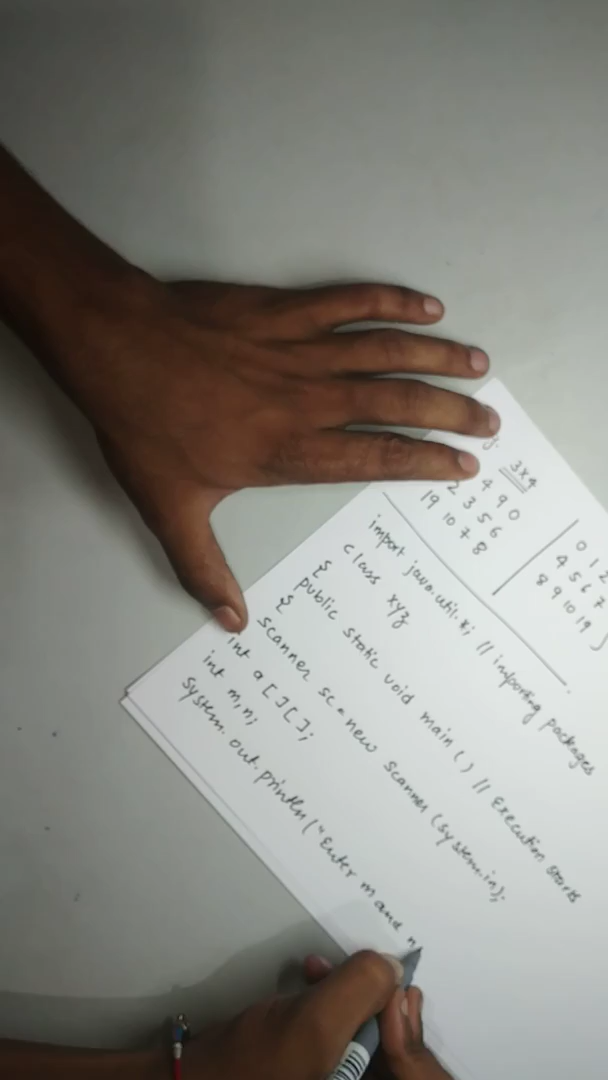 3x4
4 9 0
2 3 5 6
19 10 7 8
0 1 2
4 5 6 7
8 9 10 19
import java.util.*; // importing packages
class xyz
{
public static void main() // Execution starts
{
scanner sc = new scanner (system.in);
int a[][];
int m,n;
system.out.println("Enter m and n